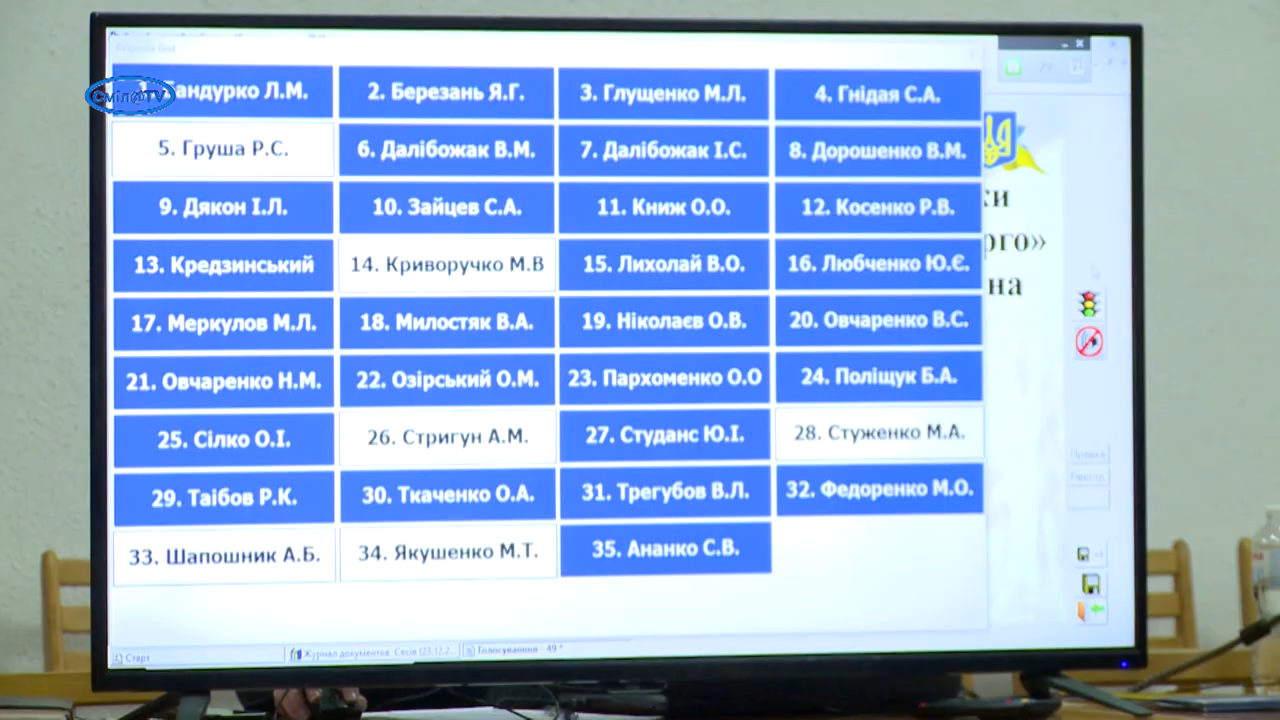 Сміл@TV
2. Березань Я.Г.
3. Глущенко М.Л.
4. Гнідая С.А.
5. Груша Р.С.
6. Далібожак В.М.
7. Далібожак І.С.
8. Дорошенко В.М.
9. Дякон І.Л.
10. Зайцев С.А.
11. Книж О.О.
12. Косенко Р.В.
13. Кредзинський
14. Криворучко М.В
15. Лихолай В.О.
16. Любченко Ю.Є.
17. Меркулов М.Л.
18. Милостяк В.А.
19. Ніколаєв О.В.
20. Овчаренко В.С.
21. Овчаренко Н.М.
22. Озірський О.М.
23. Пархоменко О.О
24. Поліщук Б.А.
25. Сілко О.І.
26. Стригун А.М.
27. Студанс Ю.І.
28. Стуженко М.А.
29. Таібов Р.К.
30. Ткаченко О.А.
31. Трегубов В.Л.
32. Федоренко М.О.
33. Шапошник А.Б.
34. Якушенко М.Т.
35. Ананко С.В.
Старт
Журнал документов
Голосування - 49